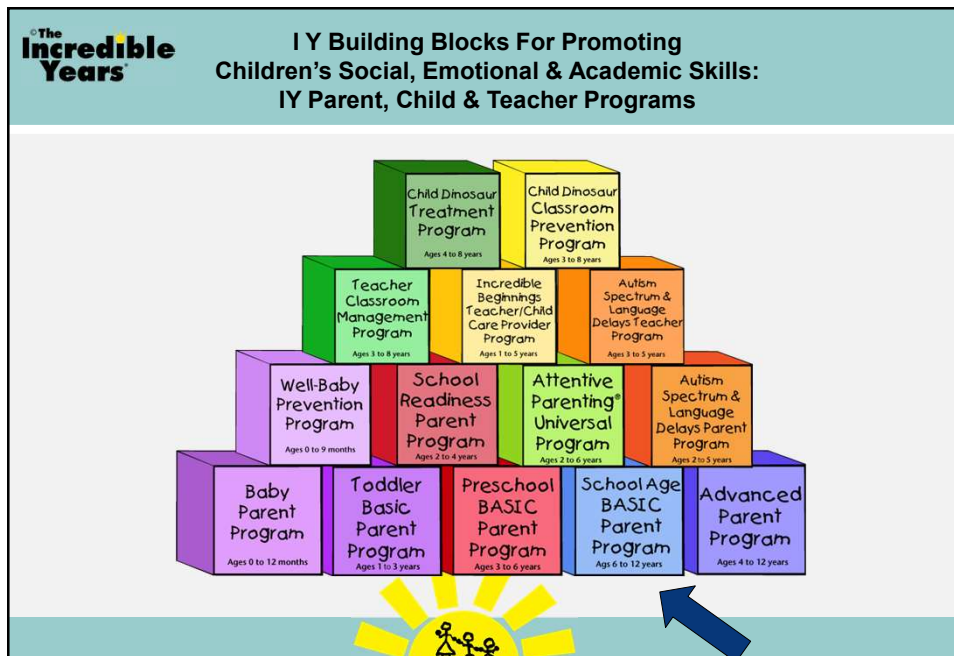 ©The
Incredible
Years®
I Y Building Blocks For Promoting
Children's Social, Emotional & Academic Skills:
IY Parent, Child & Teacher Programs
Child Dinosaur
Treatment
Program
Ages 4 to 8 years
Child Dinosaur
Classroom
Prevention
Program
Ages 3 to 8 years
Teacher
Classroom
Management
Program
Ages 3 to 8 years
Incredible
Beginnings
Teacher/Child
Care Provider
Program
Ages 1 to 5 years
Autism
Spectrum &
Language
Delays Teacher
Program
Ages 3 to 5 years
Well-Baby
Prevention
Program
Ages 0 to 9 months
School
Readiness
Parent
Program
Ages 2 to 4 years
Attentive
Parenting®
Universal
Program
Ages 2 to 6 years
Autism
Spectrum &
Language
Delays Parent
Program
Ages 2 to 5 years
Baby
Parent
Program
Ages 0 to 12 months
Toddler
Basic
Parent
Program
Ages 1 to 3 years
Preschool
BASIC
Parent
Program
Ages 3 to 6 years
School Age
BASIC
Parent
Program
Ags 6 to 12 years
Advanced
Parent
Program
Ages 4 to 12 years